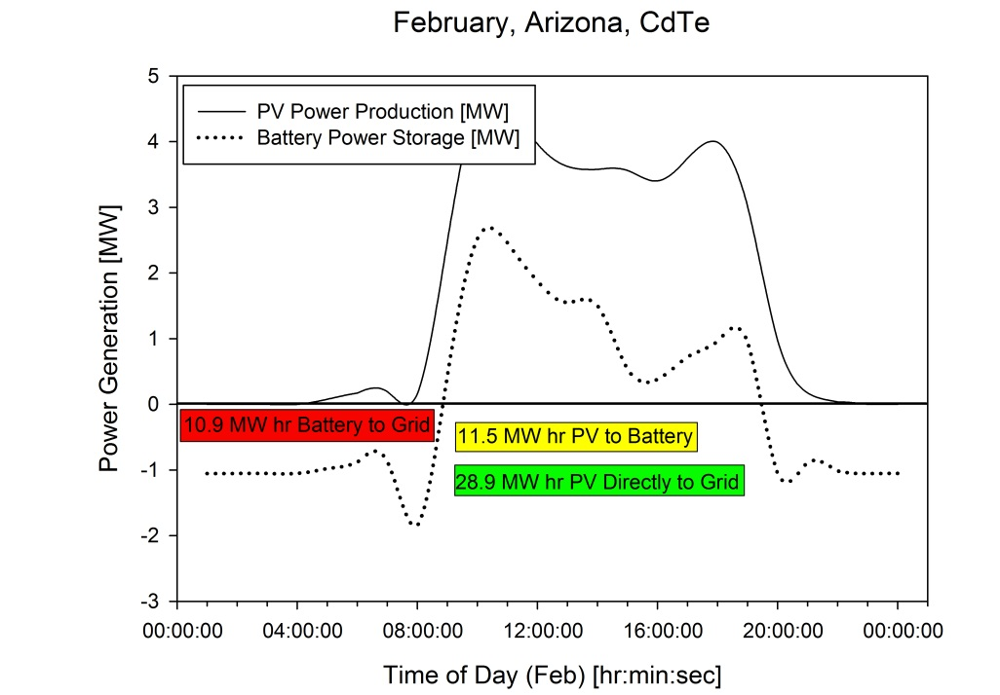 February, Arizona, CdTe
PV Power Production [MW]
Battery Power Storage [MW]
Power Generation [MW]
5
4
3
2
1
0
-1
-2
-3
10.9 MW hr Battery to Grid
11.5 MW hr PV to Battery
28.9 MW hr PV Directly to Grid
00:00:00 04:00:00 08:00:00 12:00:00 16:00:00 20:00:00 00:00:00
Time of Day (Feb) [hr:min:sec]